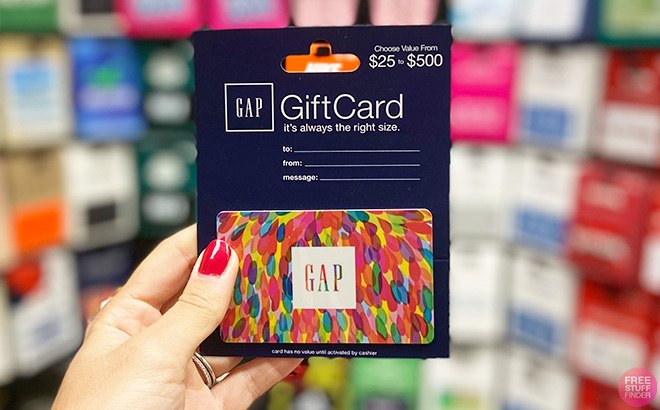 Choose Value From
$25 to $500
GAP
GiftCard
it's always the right size.
to:
from:
message:
GAP
card has no value until activated by cashier
FREE
STUFF
FINDER